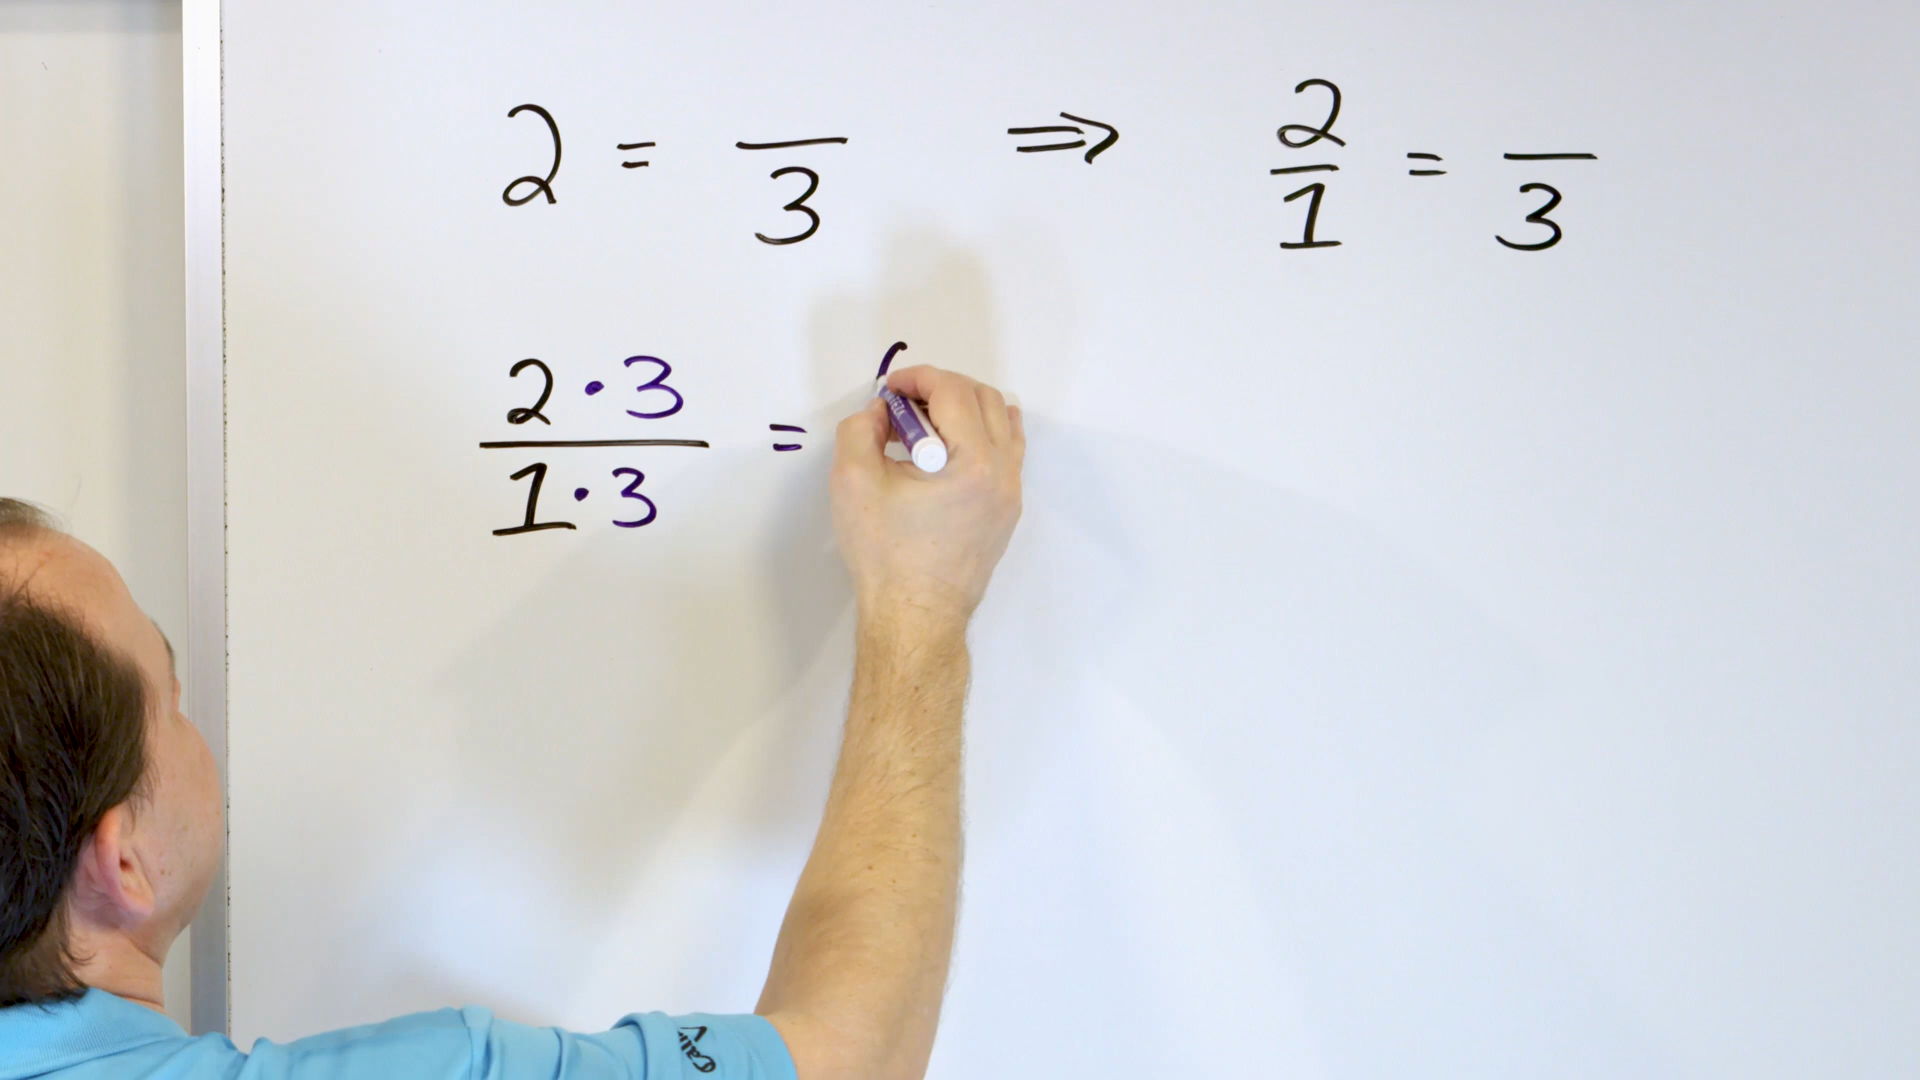 2 = —/3 ⇒ 2/1 = —/3
2·3/1·3 =